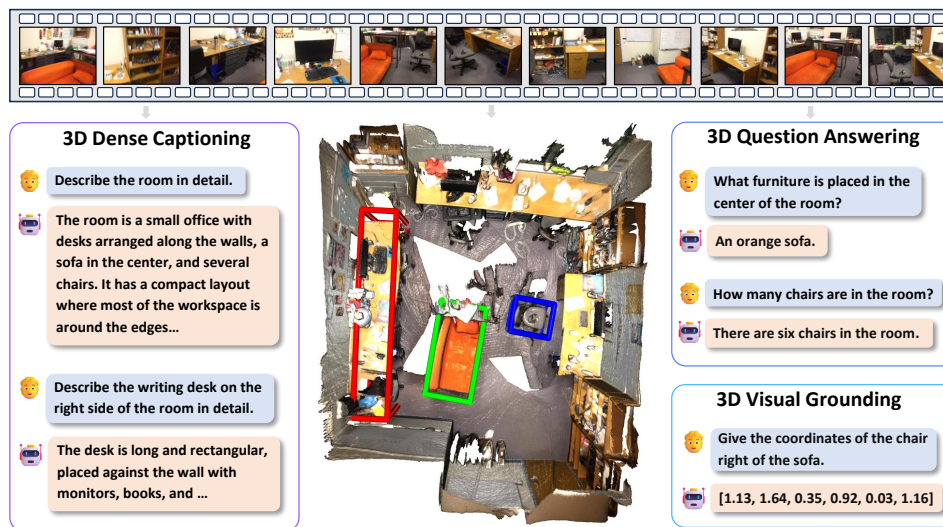 3D Dense Captioning
Describe the room in detail.
The room is a small office with
desks arranged along the walls, a
sofa in the center, and several
chairs. It has a compact layout
where most of the workspace is
around the edges…
Describe the writing desk on the
right side of the room in detail.
The desk is long and rectangular,
placed against the wall with
monitors, books, and …
3D Question Answering
What furniture is placed in the
center of the room?
An orange sofa.
How many chairs are in the room?
There are six chairs in the room.
3D Visual Grounding
Give the coordinates of the chair
right of the sofa.
[1.13, 1.64, 0.35, 0.92, 0.03, 1.16]